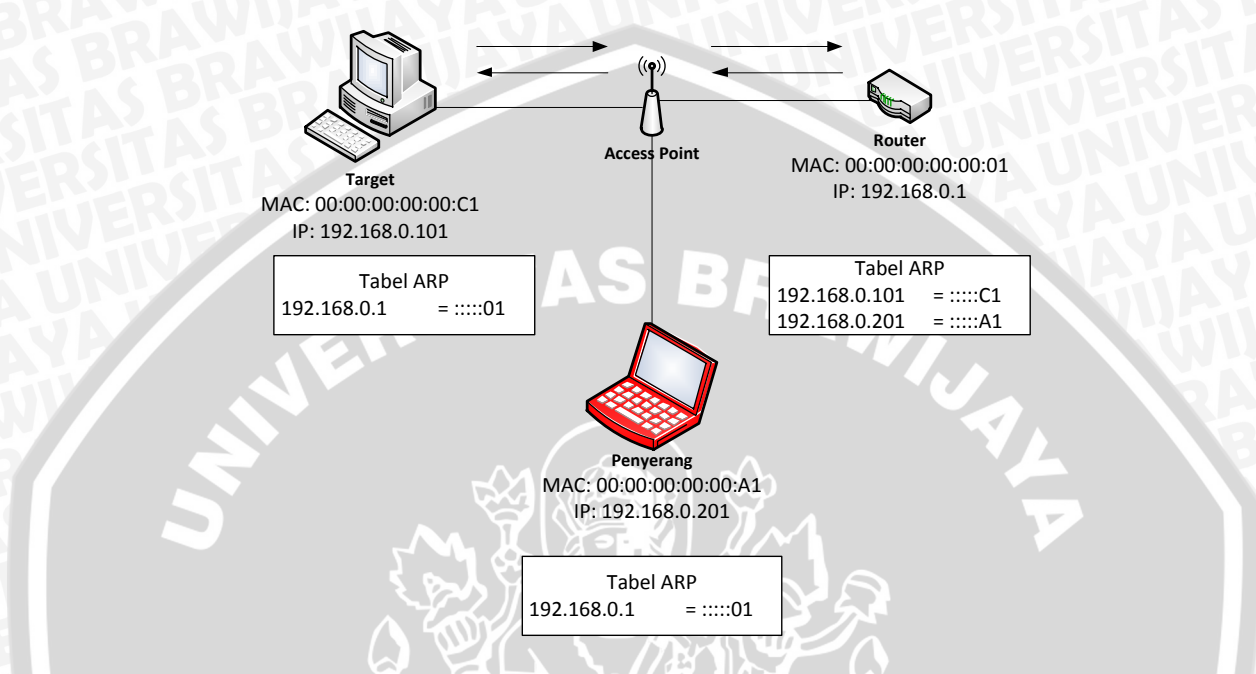 Access Point
Router
MAC: 00:00:00:00:00:01
IP: 192.168.0.1
Target
MAC: 00:00:00:00:00:C1
IP: 192.168.0.101
Tabel ARP
192.168.0.1 = :::::01
Tabel ARP
192.168.0.101 = :::::C1
192.168.0.201 = :::::A1
Penyerang
MAC: 00:00:00:00:00:A1
IP: 192.168.0.201
Tabel ARP
192.168.0.1 = :::::01
UNIVERSITAS BRAWIJAYA